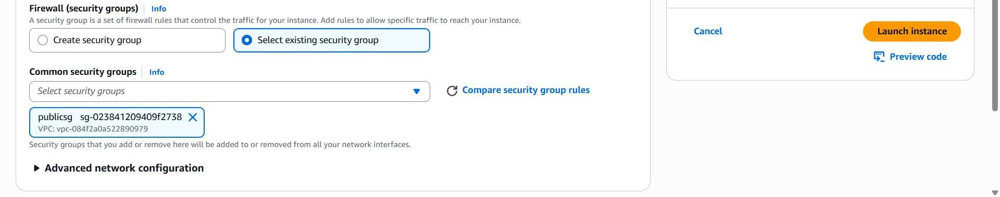 Firewall (security groups) Info
A security group is a set of firewall rules that control the traffic for your instance. Add rules to allow specific traffic to reach your instance.
Create security group
Select existing security group
Common security groups Info
Select security groups
Compare security group rules
publicsg sg-023841209409f2738
VPC: vpc-084f2a0a522890979
Security groups that you add or remove here will be added to or removed from all your network interfaces.
Advanced network configuration
Cancel
Launch instance
Preview code